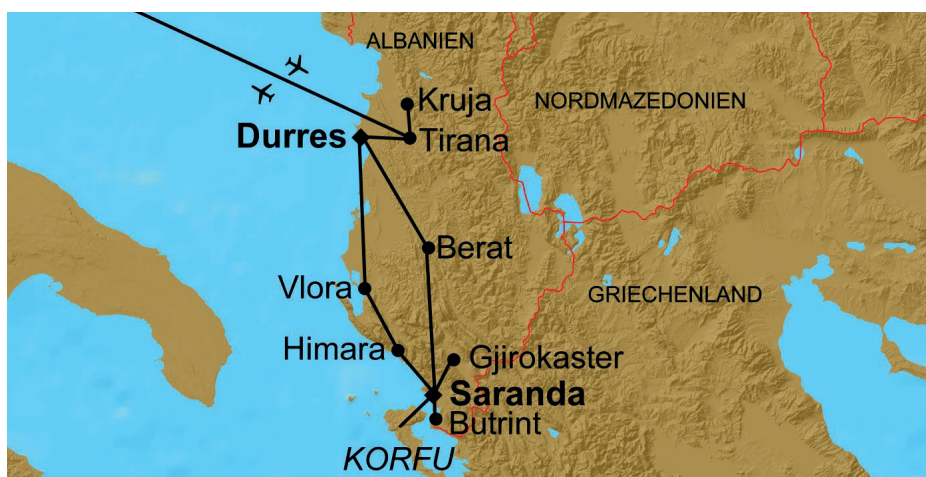 ALBANIEN
Kruja
NORDMAZEDONIEN
Durres
Tirana
Berat
Vlora
GRIECHENLAND
Himara
Gjirokaster
Saranda
Butrint
KORFU